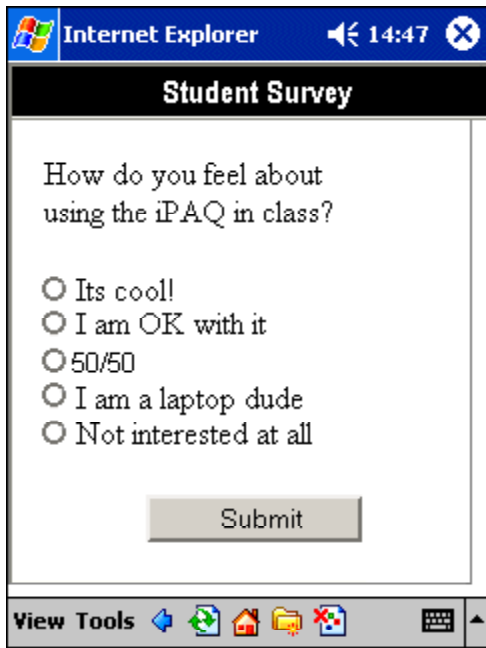 Internet Explorer 14:47
Student Survey
How do you feel about
using the iPAQ in class?
Its cool!
I am OK with it
50/50
I am a laptop dude
Not interested at all
Submit
View Tools